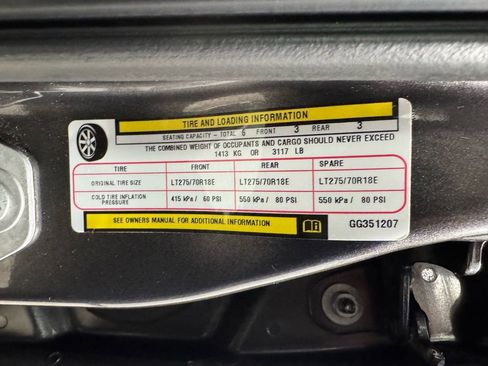 TIRE AND LOADING INFORMATION
SEATING CAPACITY - TOTAL 6 FRONT 3 REAR 3
THE COMBINED WEIGHT OF OCCUPANTS AND CARGO SHOULD NEVER EXCEED
1413 KG OR 3117 LB
TIRE FRONT REAR SPARE
ORIGINAL TIRE SIZE LT275/70R18E LT275/70R18E LT275/70R18E
COLD TIRE INFLATION PRESSURE 415 kPa / 60 PSI 550 kPa / 80 PSI 550 kPa / 80 PSI
SEE OWNERS MANUAL FOR ADDITIONAL INFORMATION GG351207